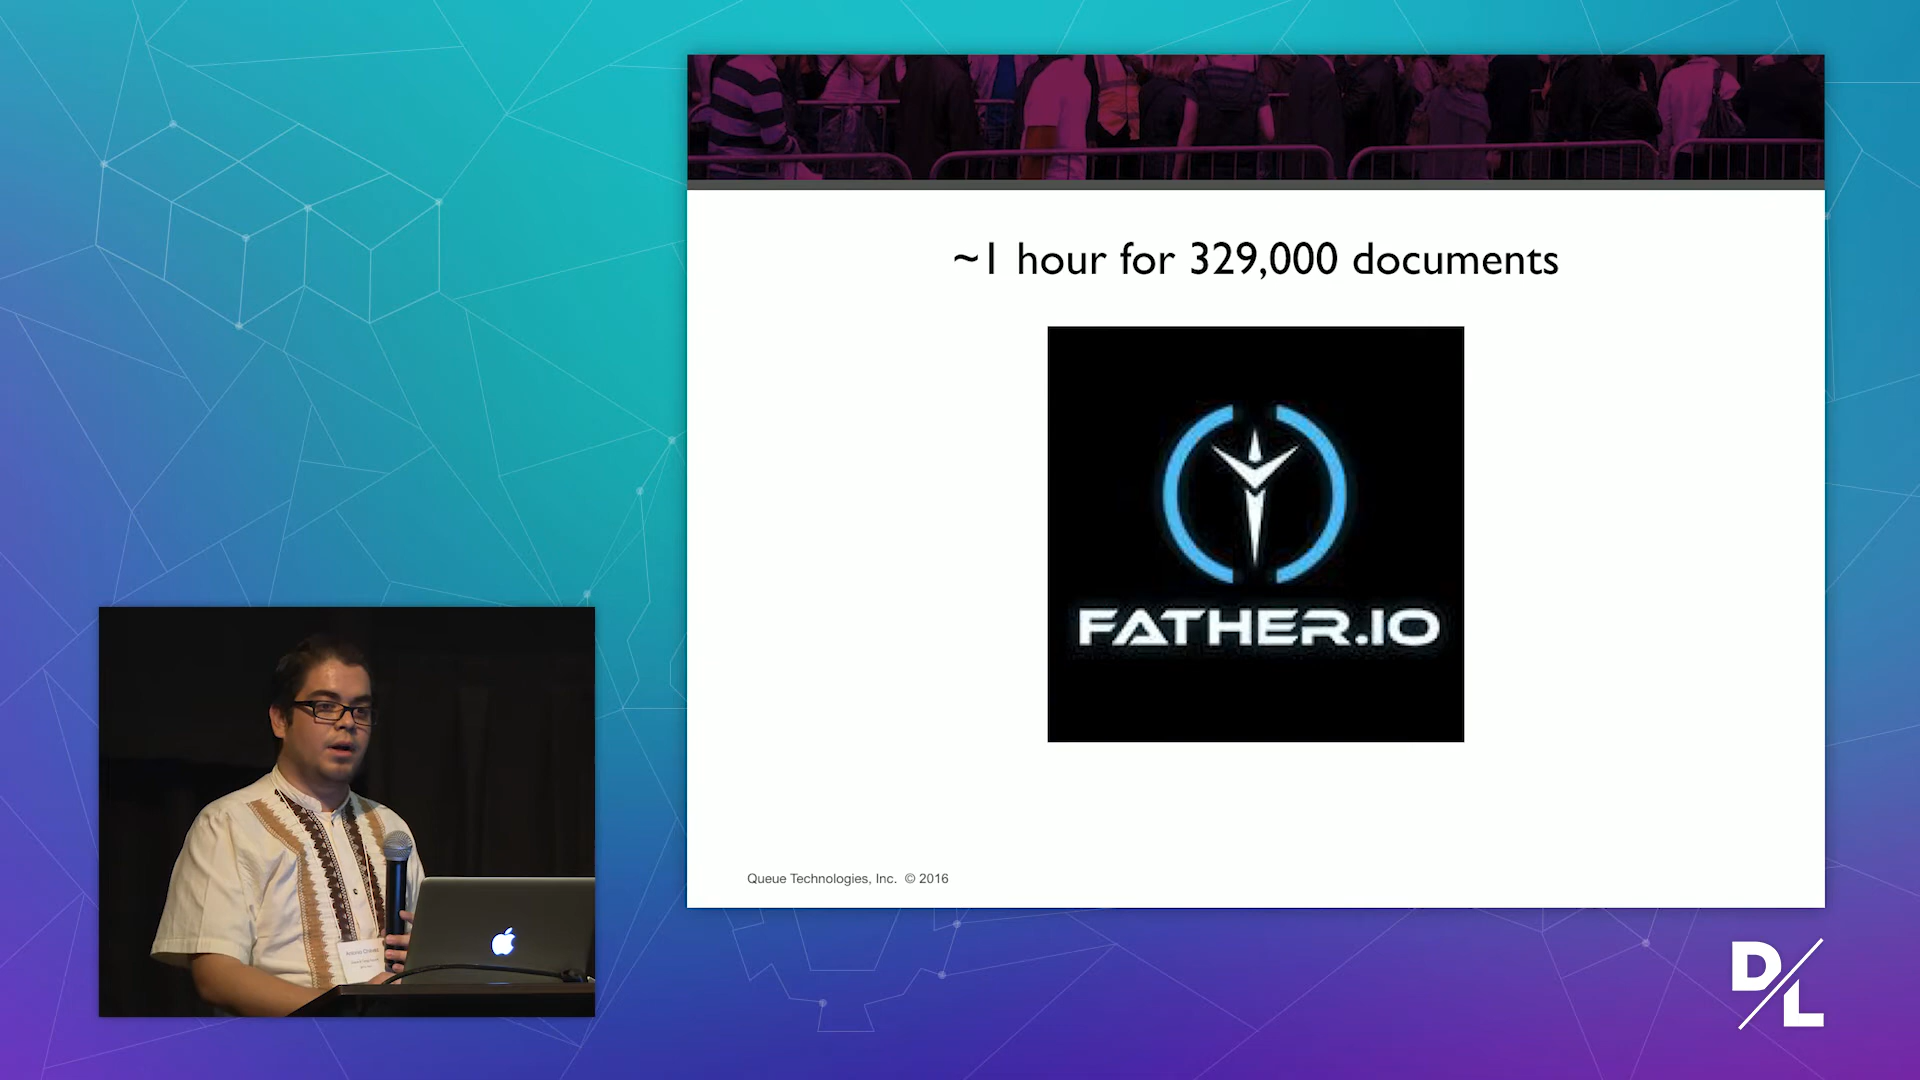 ~1 hour for 329,000 documents
FATHER.IO
Queue Technologies, Inc. © 2016
D/L